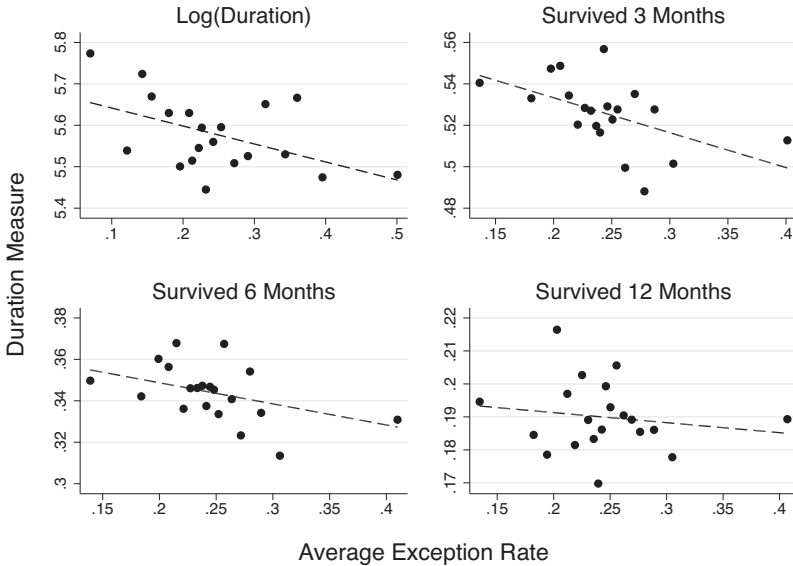 Log(Duration)
Survived 3 Months
5.8
5.7
5.6
5.5
5.4
.1 .2 .3 .4 .5
.56
.54
.52
.5
.48
.15 .2 .25 .3 .35 .4
Duration Measure
Survived 6 Months
Survived 12 Months
.38
.36
.34
.32
.3
.15 .2 .25 .3 .35 .4
.22
.21
.2
.19
.18
.17
.15 .2 .25 .3 .35 .4
Average Exception Rate